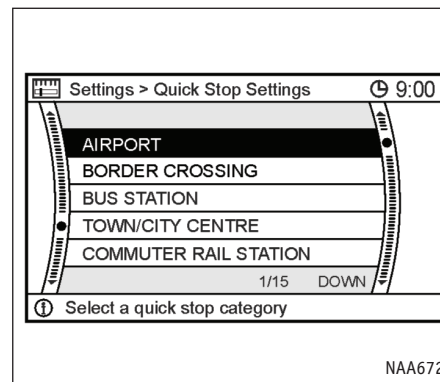 Settings > Quick Stop Settings 9:00
AIRPORT
BORDER CROSSING
BUS STATION
TOWN/CITY CENTRE
COMMUTER RAIL STATION
1/15 DOWN
Select a quick stop category
NAA672